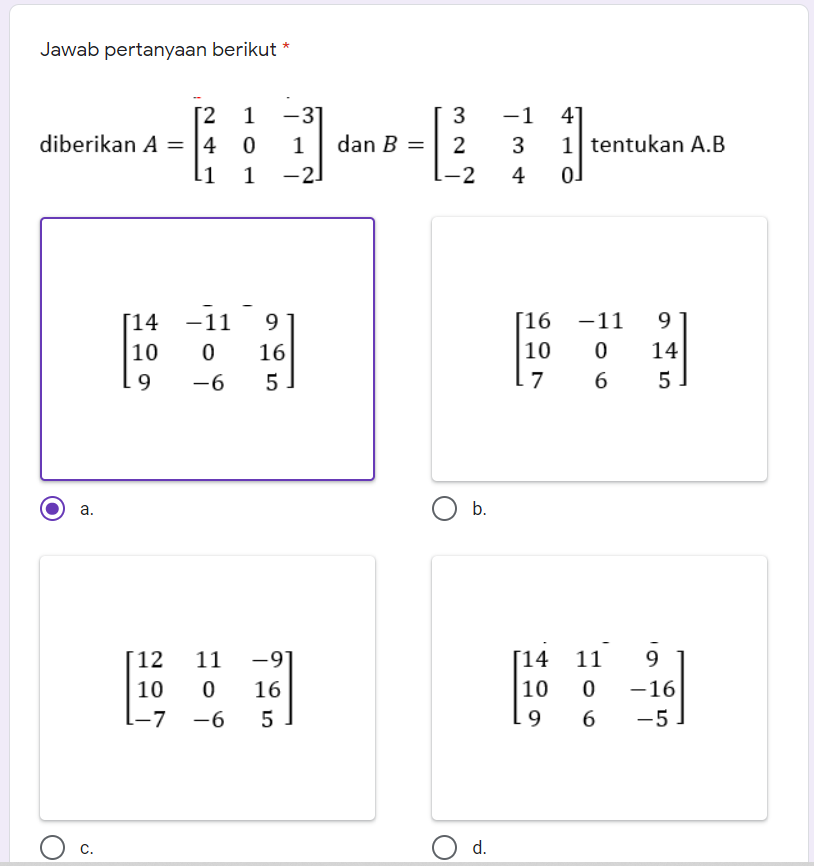 Jawab pertanyaan berikut *
diberikan A = [2 1 −3; 4 0 1; 1 1 −2] dan B = [3 −1 4; 2 3 1; −2 4 0] tentukan A.B
[14 −11 9; 10 0 16; 9 −6 5]
[16 −11 9; 10 0 14; 7 6 5]
a.
b.
[12 11 −9; 10 0 16; −7 −6 5]
[14 11 9; 10 0 −16; 9 6 −5]
c.
d.